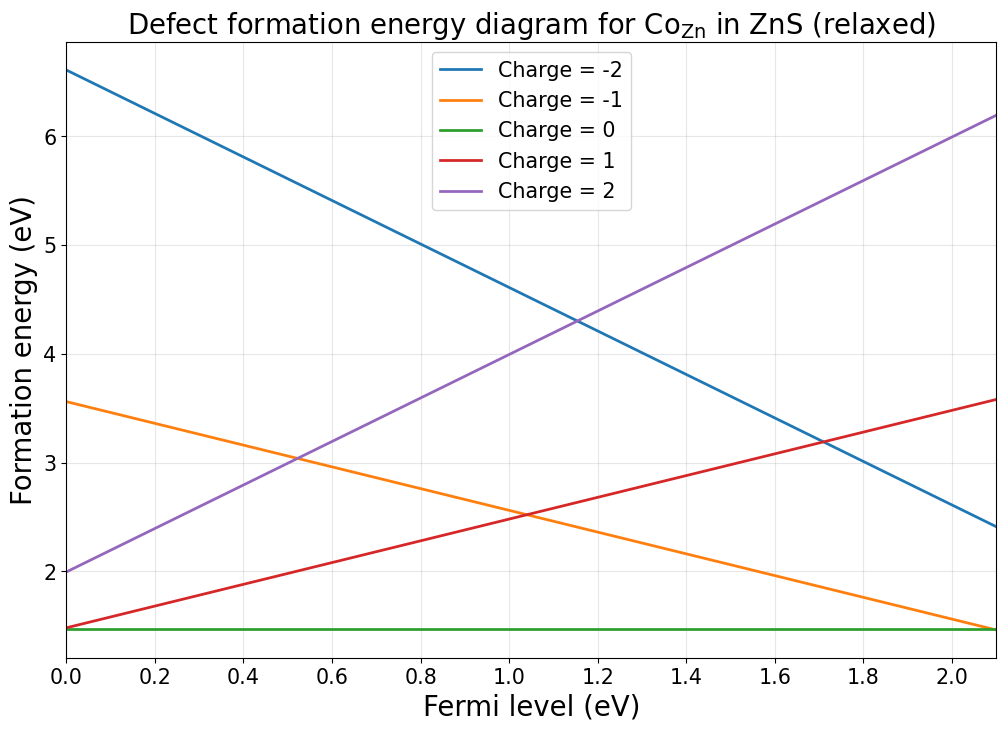 Defect formation energy diagram for Co_Zn in ZnS (relaxed)
Charge = -2
Charge = -1
Charge = 0
Charge = 1
Charge = 2
Formation energy (eV)
6
5
4
3
2
0.0 0.2 0.4 0.6 0.8 1.0 1.2 1.4 1.6 1.8 2.0
Fermi level (eV)